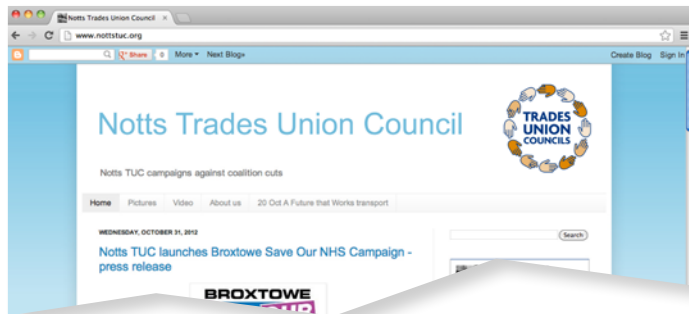 Notts Trades Union Council
www.nottstuc.org
Share 0 More Next Blog» Create Blog Sign In
Notts Trades Union Council
TRADES
UNION
COUNCILS
Notts TUC campaigns against coalition cuts
Home Pictures Video About us 20 Oct A Future that Works transport
WEDNESDAY, OCTOBER 31, 2012
Search
Notts TUC launches Broxtowe Save Our NHS Campaign -
press release
BROXTOWE